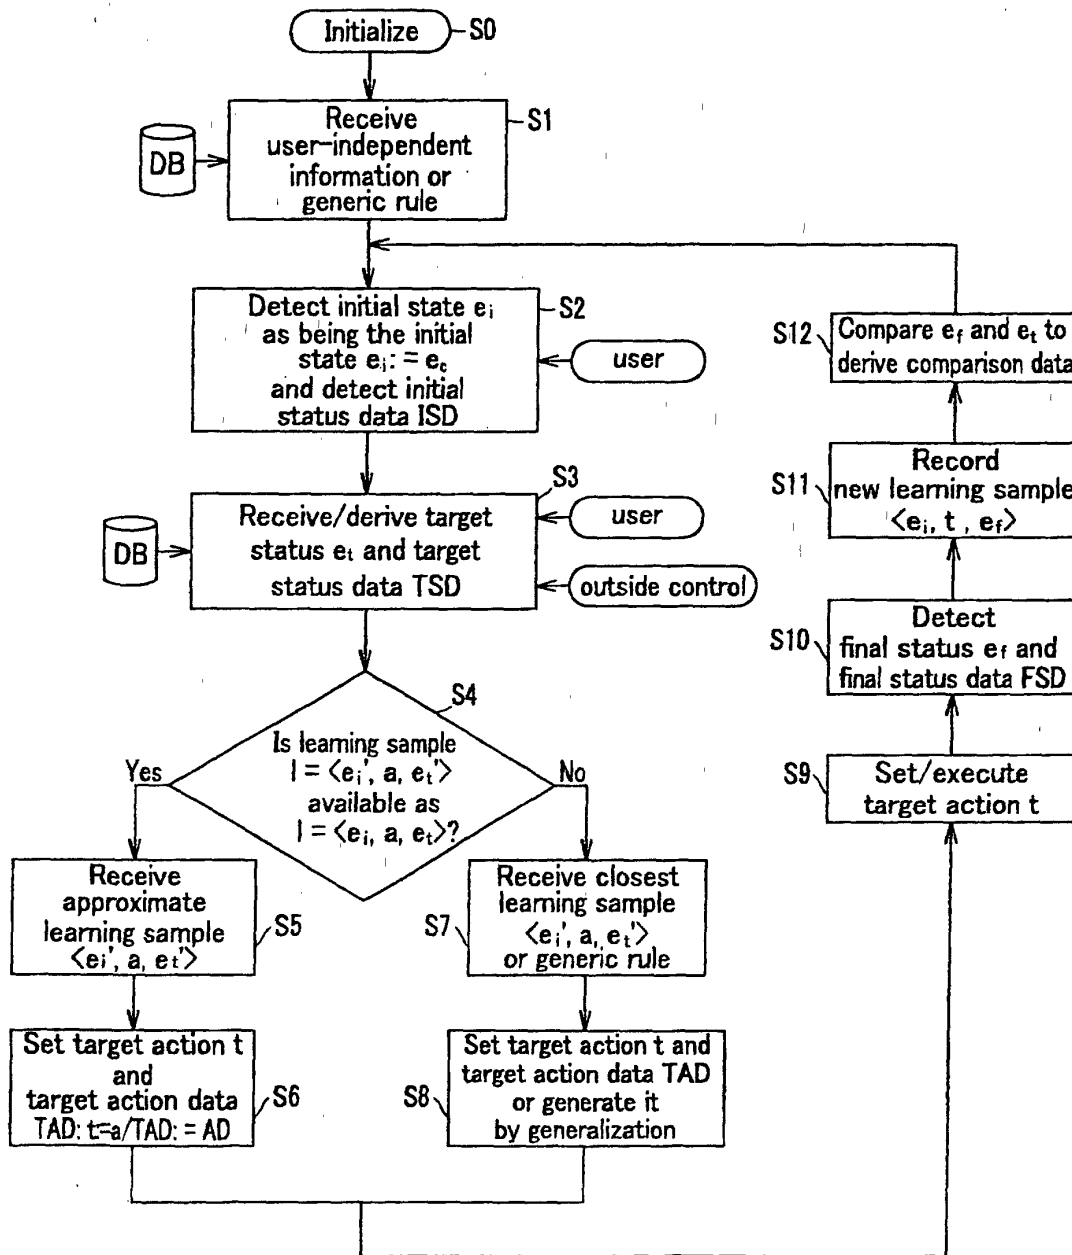 Initialize
S0
Receive
user-independent
information or
generic rule
S1
DB
Detect initial state eᵢ
as being the initial
state eᵢ: = e꜀
and detect initial
status data ISD
S2
user
Receive/derive target
status eₜ and target
status data TSD
S3
DB
user
outside control
S4
Is learning sample
l = <eᵢ', a, eₜ'>
available as
l = <eᵢ, a, eₜ>?
Yes
No
Receive
approximate
learning sample
<eᵢ', a, eₜ'>
S5
Set target action t
and
target action data
TAD: t=a/TAD: = AD
S6
Receive closest
learning sample
<eᵢ', a, eₜ'>
or generic rule
S7
Set target action t and
target action data TAD
or generate it
by generalization
S8
Set/execute
target action t
S9
Detect
final status e_f and
final status data FSD
S10
Record
new learning sample
<eᵢ, t , e_f>
S11
Compare e_f and eₜ to
derive comparison data
S12